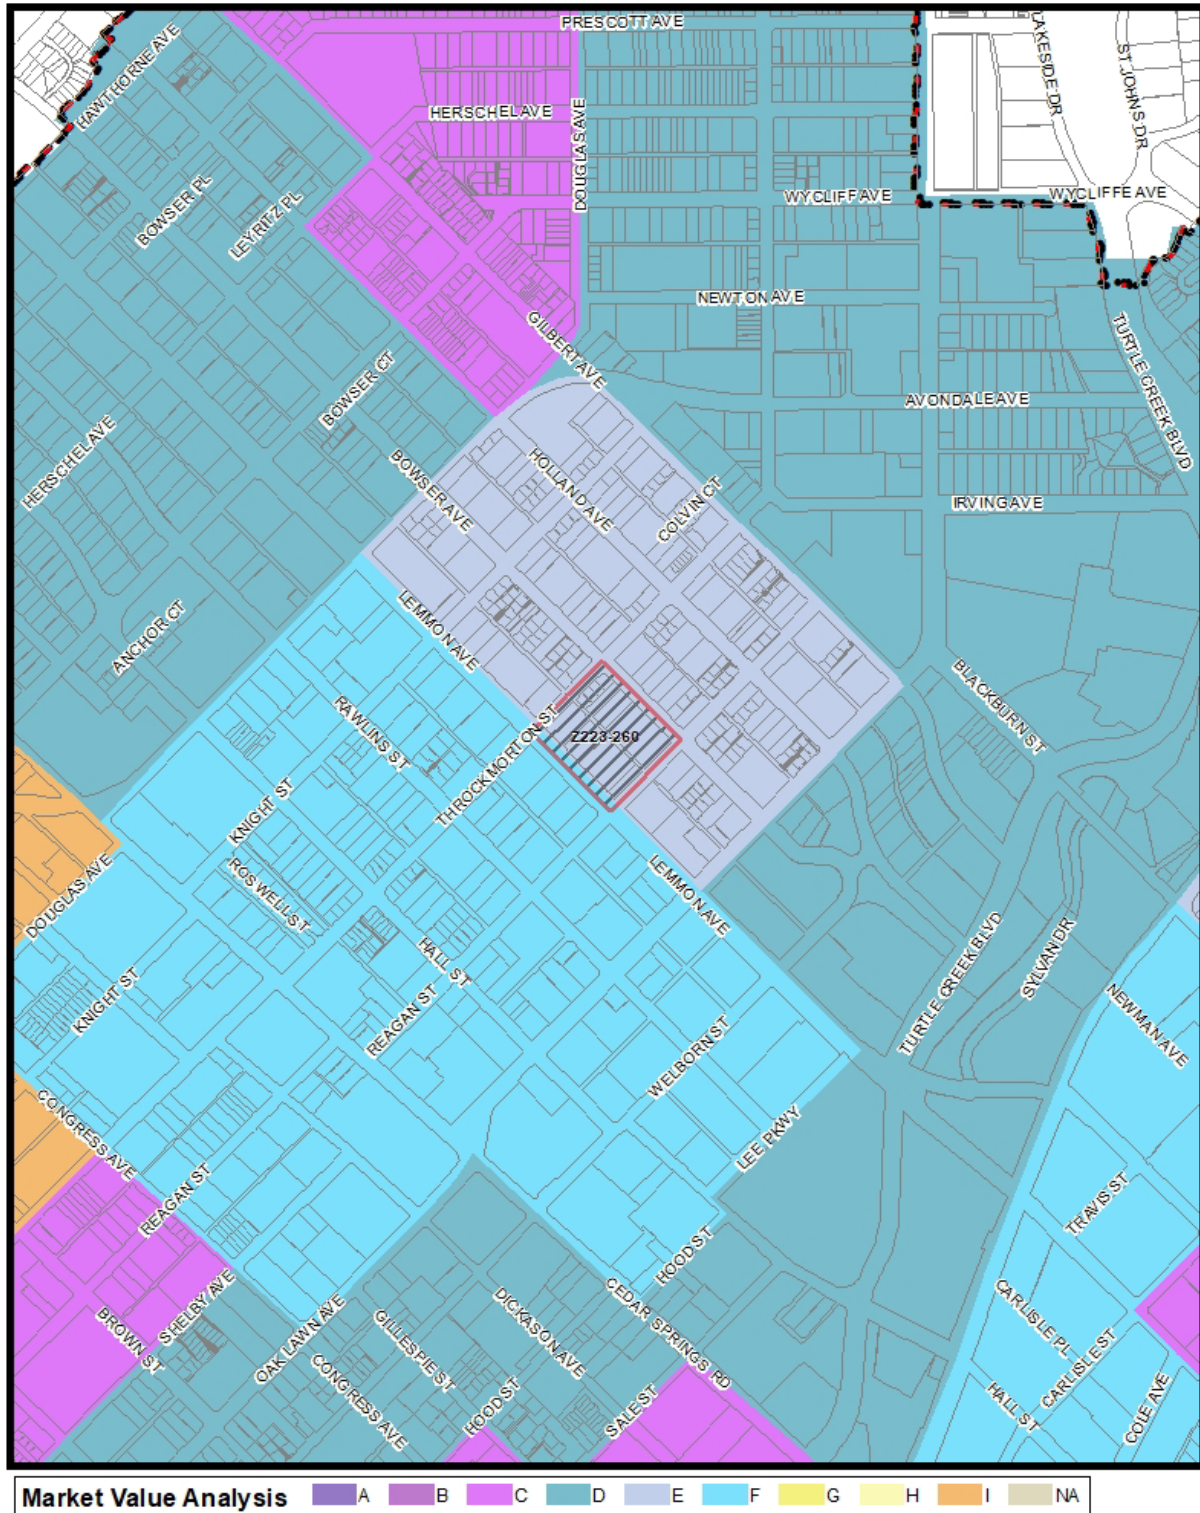 PRESCOTT AVE
HAWTHORNE AVE
LAKESIDE DR
ST JOHNS DR
HERSCHEL AVE
DOUGLAS AVE
WYCLIFF AVE
WYCLIFFE AVE
BOWSER PL
LEYRITZ PL
NEWTON AVE
GILBERT AVE
TURTLE CREEK BLVD
BOWSER CT
AVONDALE AVE
HERSCHEL AVE
BOWSER AVE
HOLLAND AVE
COLVIN CT
IRVING AVE
ANCHOR CT
LEMMON AVE
BLACKBURN ST
RAWLINS ST
THROCKMORTON ST
Z223-260
KNIGHT ST
DOUGLAS AVE
ROSWELL ST
LEMMON AVE
HALL ST
TURTLE CREEK BLVD
SYLVAN DR
KNIGHT ST
REAGAN ST
NEWMAN AVE
WELBORN ST
CONGRESS AVE
LEE PKWY
REAGAN ST
TRAVIS ST
HOOD ST
SHELBY AVE
BROWN ST
OAK LAWN AVE
GILLESPIE ST
DICKASON AVE
CEDAR SPRINGS RD
CARLISLE PL
CARLISLE ST
CONGRESS AVE
HOOD ST
SALE ST
HALL ST
COLE AVE
Market Value Analysis A B C D E F G H I NA